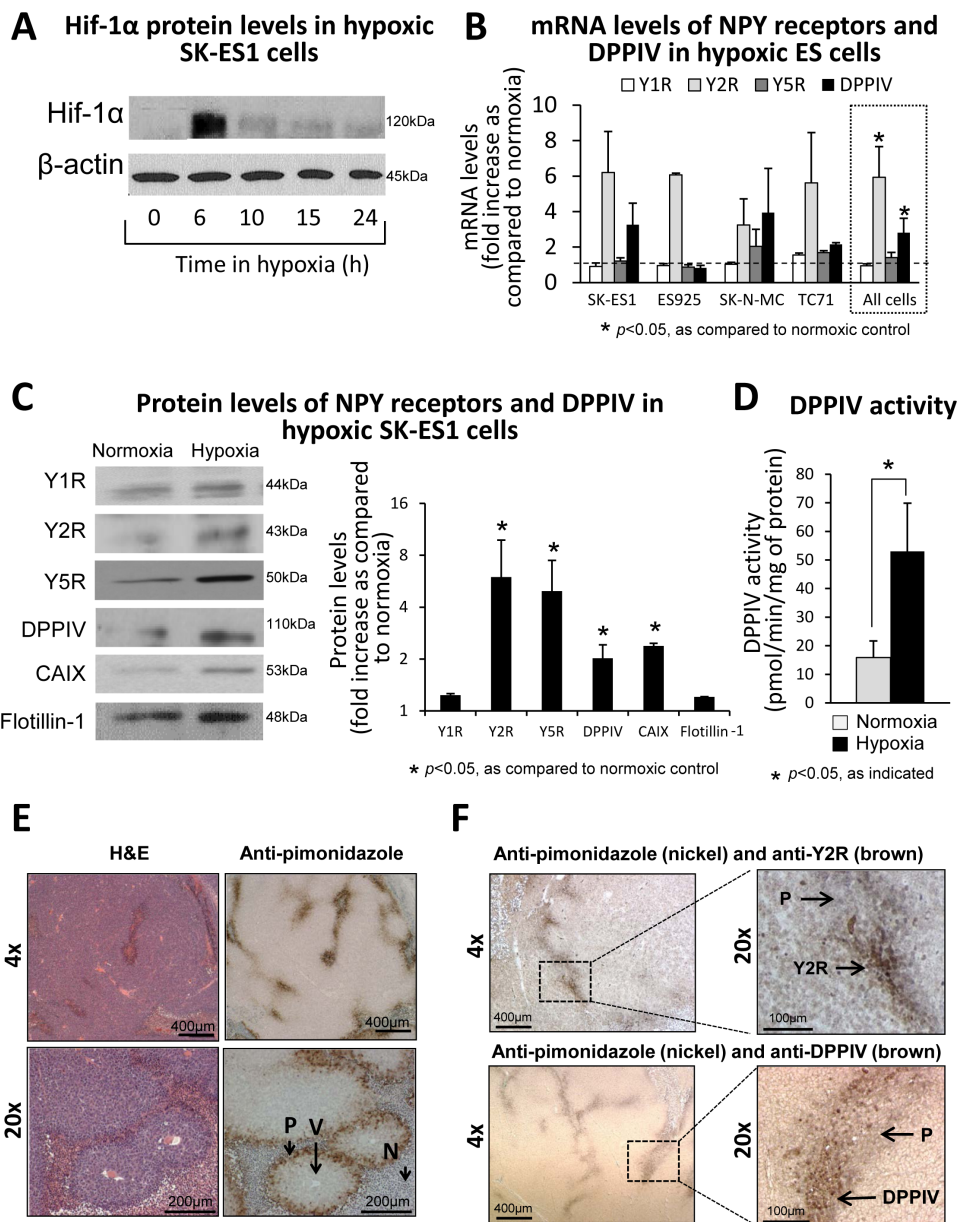 A
Hif-1α protein levels in hypoxic
SK-ES1 cells
Hif-1α
120kDa
β-actin
45kDa
0 6 10 15 24
Time in hypoxia (h)
B
mRNA levels of NPY receptors and
DPPIV in hypoxic ES cells
Y1R Y2R Y5R DPPIV
mRNA levels
(fold increase as
compared to normoxia)
10
8
6
4
2
0
* *
SK-ES1 ES925 SK-N-MC TC71 All cells
* p<0.05, as compared to normoxic control
C
Protein levels of NPY receptors and DPPIV in
hypoxic SK-ES1 cells
Normoxia Hypoxia
Y1R 44kDa
Y2R 43kDa
Y5R 50kDa
DPPIV 110kDa
CAIX 53kDa
Flotillin-1 48kDa
Protein levels
(fold increase as compared
to normoxia)
16
8
4
2
1
* * * *
Y1R Y2R Y5R DPPIV CAIX Flotillin -1
* p<0.05, as compared to normoxic control
D
DPPIV activity
DPPIV activity
(pmol/min/mg of protein)
80
70
60
50
40
30
20
10
0
*
Normoxia
Hypoxia
* p<0.05, as indicated
E
H&E Anti-pimonidazole
4x
400µm 400µm
20x
P V N
200µm 200µm
F
Anti-pimonidazole (nickel) and anti-Y2R (brown)
4x
400µm
20x
P
Y2R
100µm
Anti-pimonidazole (nickel) and anti-DPPIV (brown)
4x
400µm
20x
P
DPPIV
100µm